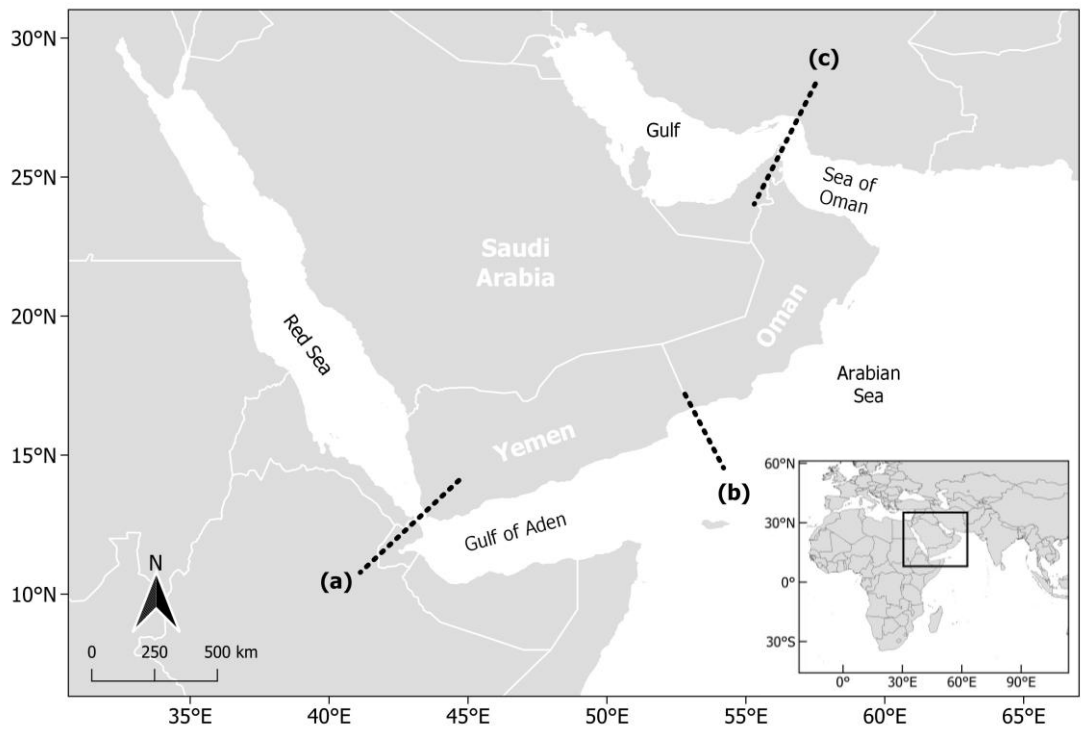 30°N
25°N
20°N
15°N
10°N
(c)
Gulf
Sea of
Oman
Saudi
Arabia
Oman
Red Sea
Arabian
Sea
Yemen
(b)
Gulf of Aden
(a)
N
0 250 500 km
60°N
30°N
0°
30°S
0° 30°E 60°E 90°E
35°E 40°E 45°E 50°E 55°E 60°E 65°E